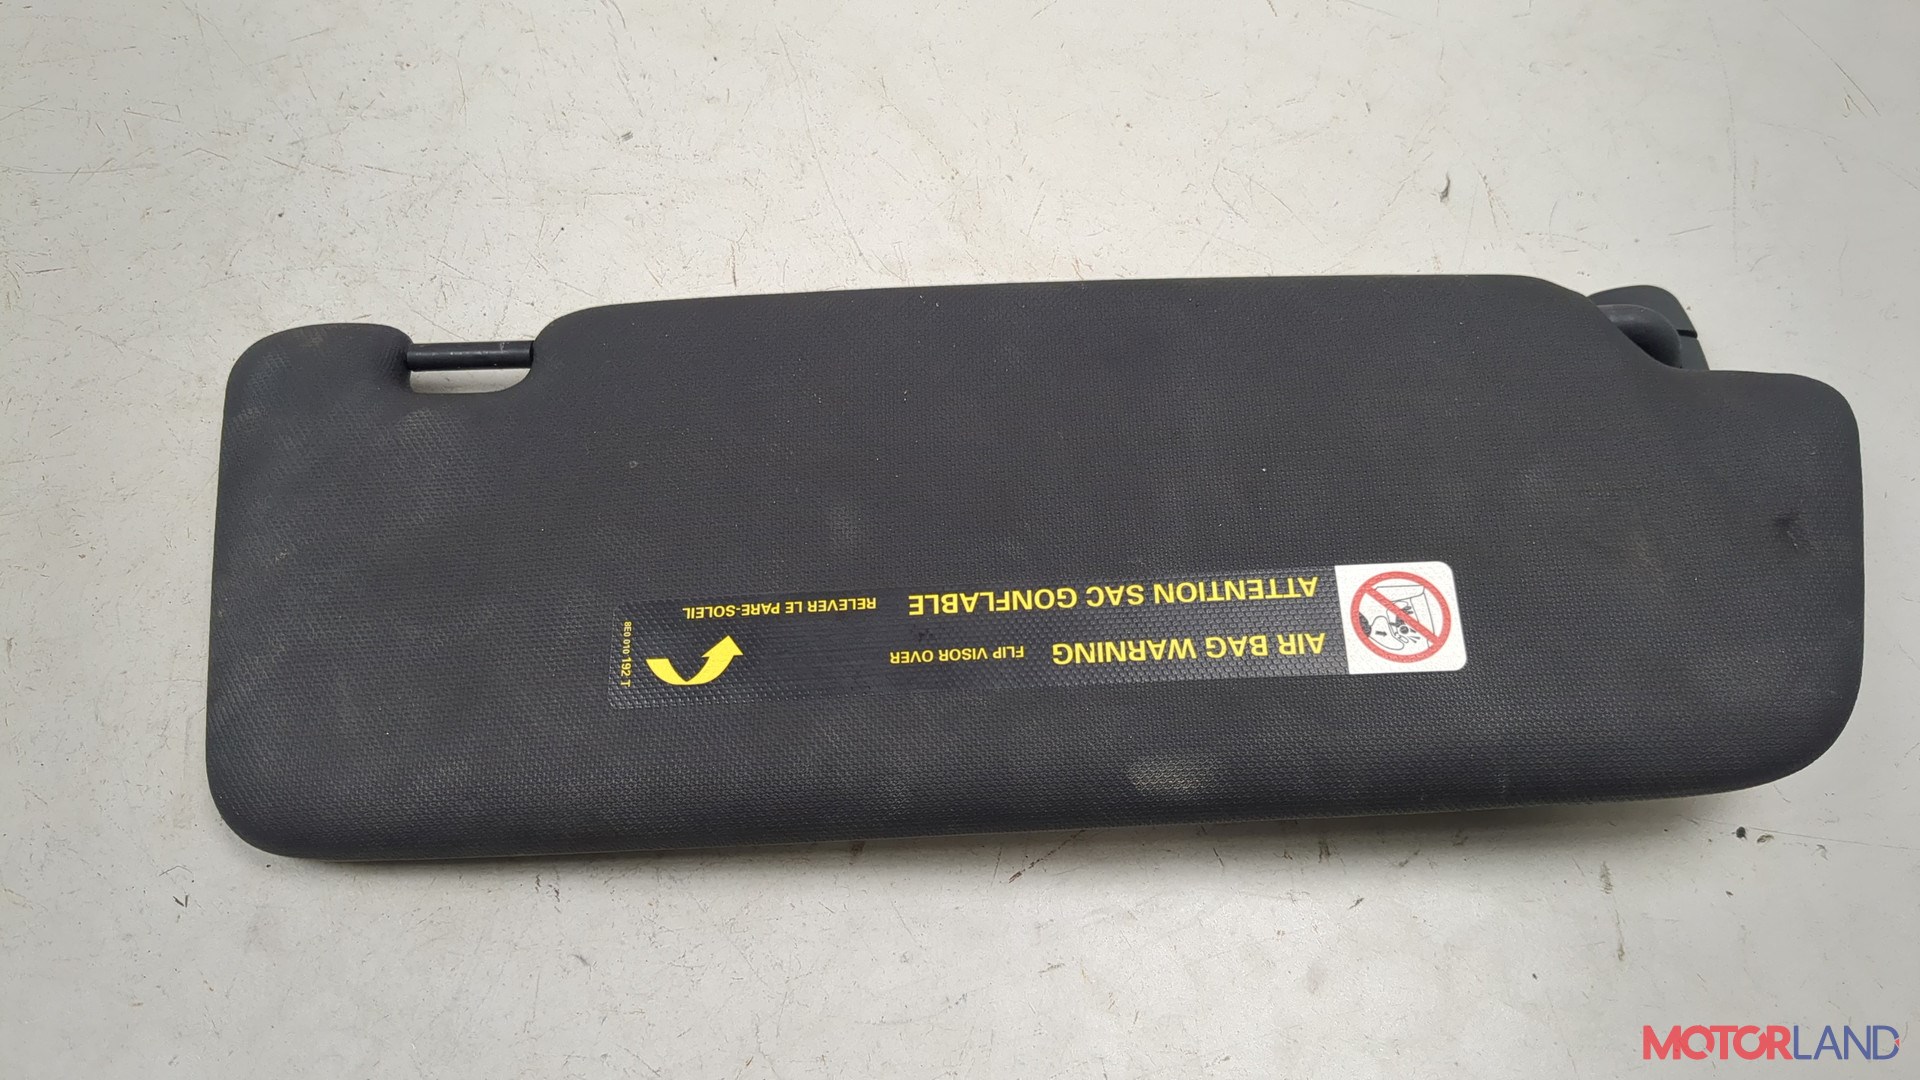 AIR BAG WARNING FLIP VISOR OVER
ATTENTION SAC GONFLABLE RELEVER LE PARE-SOLEIL
8E0 010 192 T
MOTORLAND